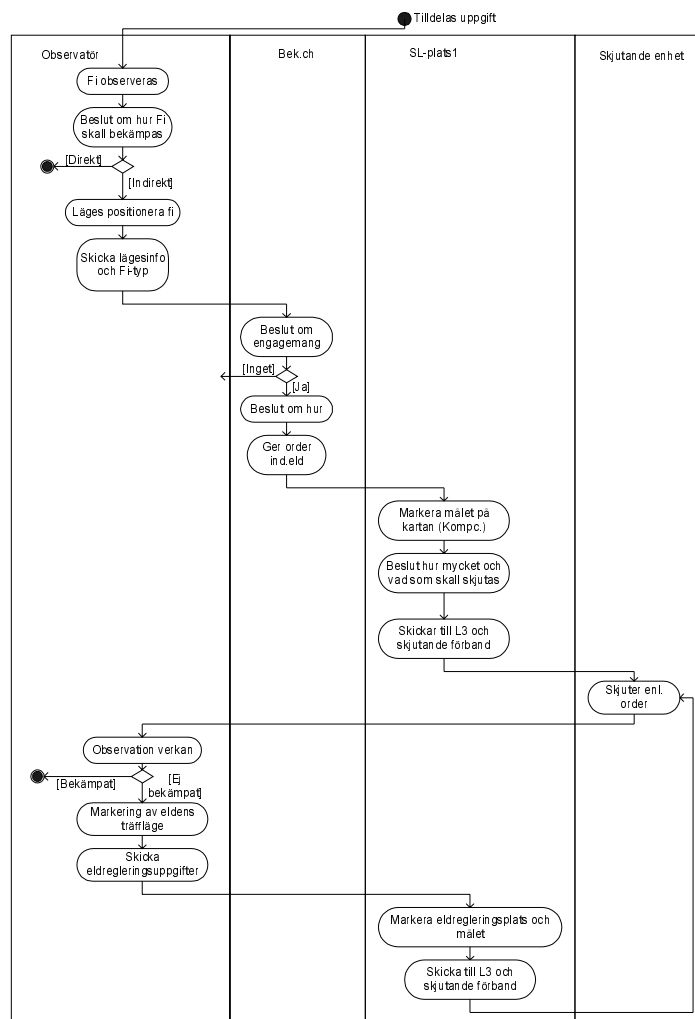 Tilldelas uppgift
Observatör
Bek.ch
SL-plats1
Skjutande enhet
Fi observeras
Beslut om hur Fi
skall bekämpas
[Direkt]
[Indirekt]
Läges positionera fi
Skicka lägesinfo
och Fi-typ
Beslut om
engagemang
[Inget]
[Ja]
Beslut om hur
Ger order
ind.eld
Markera målet på
kartan (Kompc.)
Beslut hur mycket och
vad som skall skjutas
Skickar till L3 och
skjutande förband
Skjuter enl.
order
Observation verkan
[Bekämpat]
[Ej
bekämpat]
Markering av eldens
träffläge
Skicka
eldregleringsuppgifter
Markera eldregleringsplats och
målet
Skicka till L3 och
skjutande förband